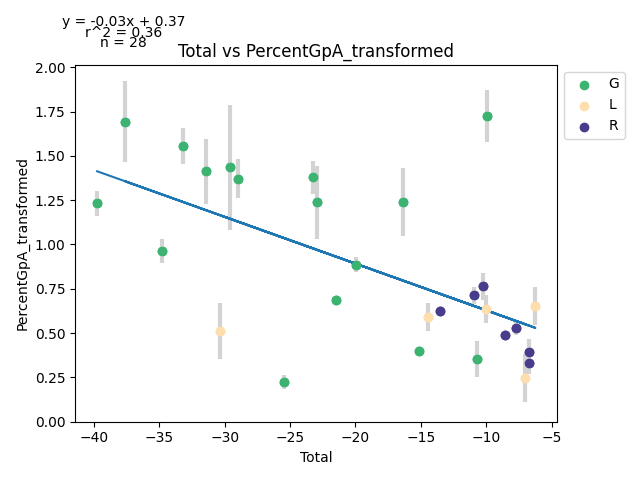 y = -0.03x + 0.37
r^2 = 0.36
n = 28
Total vs PercentGpA_transformed
G
L
R
PercentGpA_transformed
2.00
1.75
1.50
1.25
1.00
0.75
0.50
0.25
0.00
−40 −35 −30 −25 −20 −15 −10 −5
Total